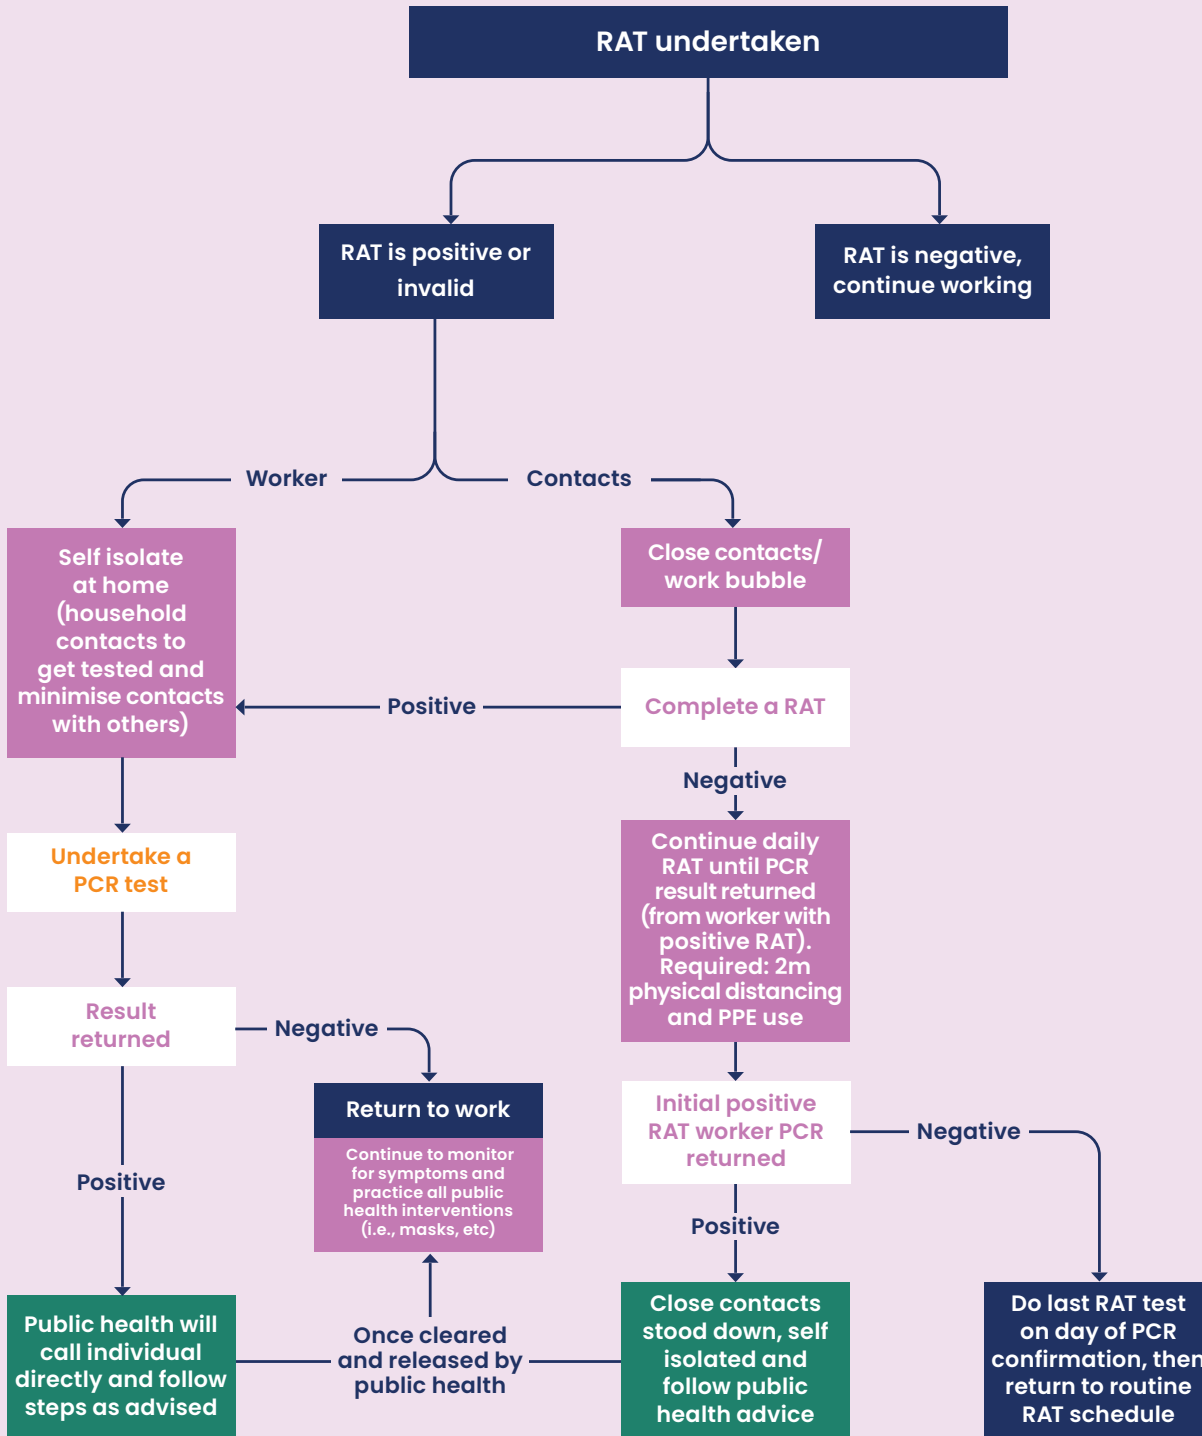 RAT undertaken
RAT is positive or
invalid
RAT is negative,
continue working
Worker
Contacts
Self isolate
at home
(household
contacts to
get tested and
minimise contacts
with others)
Close contacts/
work bubble
Positive
Complete a RAT
Negative
Undertake a
PCR test
Continue daily
RAT until PCR
result returned
(from worker with
positive RAT).
Required: 2m
physical distancing
and PPE use
Result
returned
Negative
Return to work
Continue to monitor
for symptoms and
practice all public
health interventions
(i.e., masks, etc)
Initial positive
RAT worker PCR
returned
Negative
Positive
Positive
Public health will
call individual
directly and follow
steps as advised
Once cleared
and released by
public health
Close contacts
stood down, self
isolated and
follow public
health advice
Do last RAT test
on day of PCR
confirmation, then
return to routine
RAT schedule